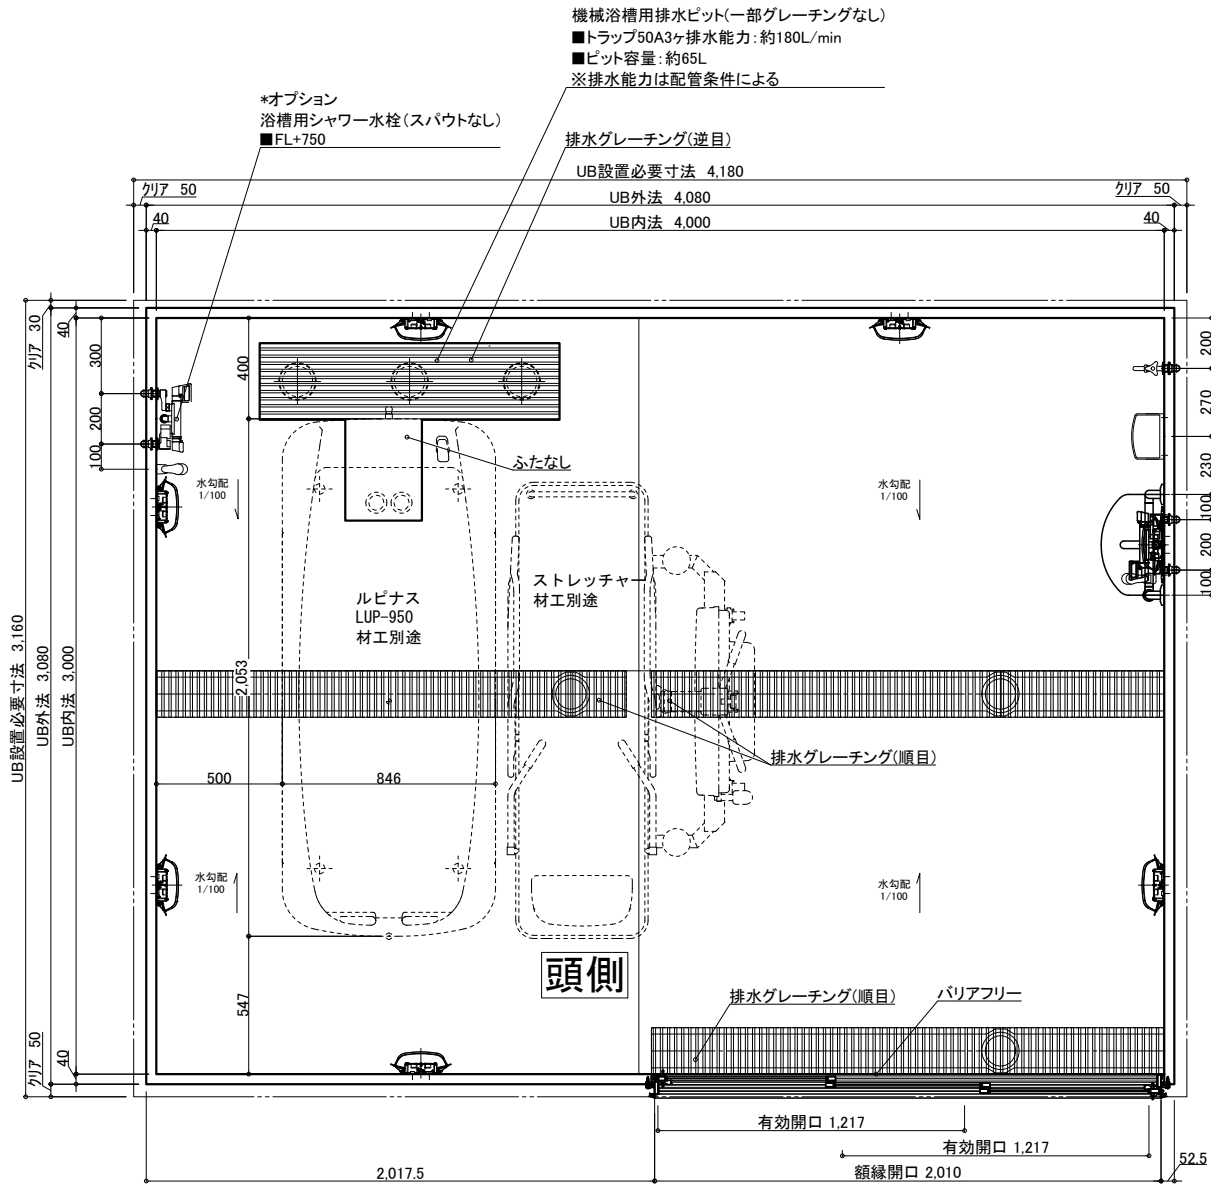 機械浴槽用排水ピット(一部グレーチングなし)
■トラップ50A3ヶ排水能力：約180L/min
■ピット容量：約65L
※排水能力は配管条件による
*オプション
浴槽用シャワー水栓(スパウトなし)
■FL+750
排水グレーチング(逆目)
UB設置必要寸法 4,180
クリア 50
UB外法 4,080
クリア 50
40
UB内法 4,000
40
クリア 30
40
300
200
100
400
200
270
230
100
200
100
ふたなし
水勾配
1/100
水勾配
1/100
ルピナス
LUP-950
材工別途
ストレッチャー
材工別途
UB設置必要寸法 3,160
UB外法 3,080
UB内法 3,000
2,053
500
846
排水グレーチング(順目)
水勾配
1/100
水勾配
1/100
頭側
547
排水グレーチング(順目)
バリアフリー
クリア 50
40
有効開口 1,217
有効開口 1,217
2,017.5
額縁開口 2,010
52.5